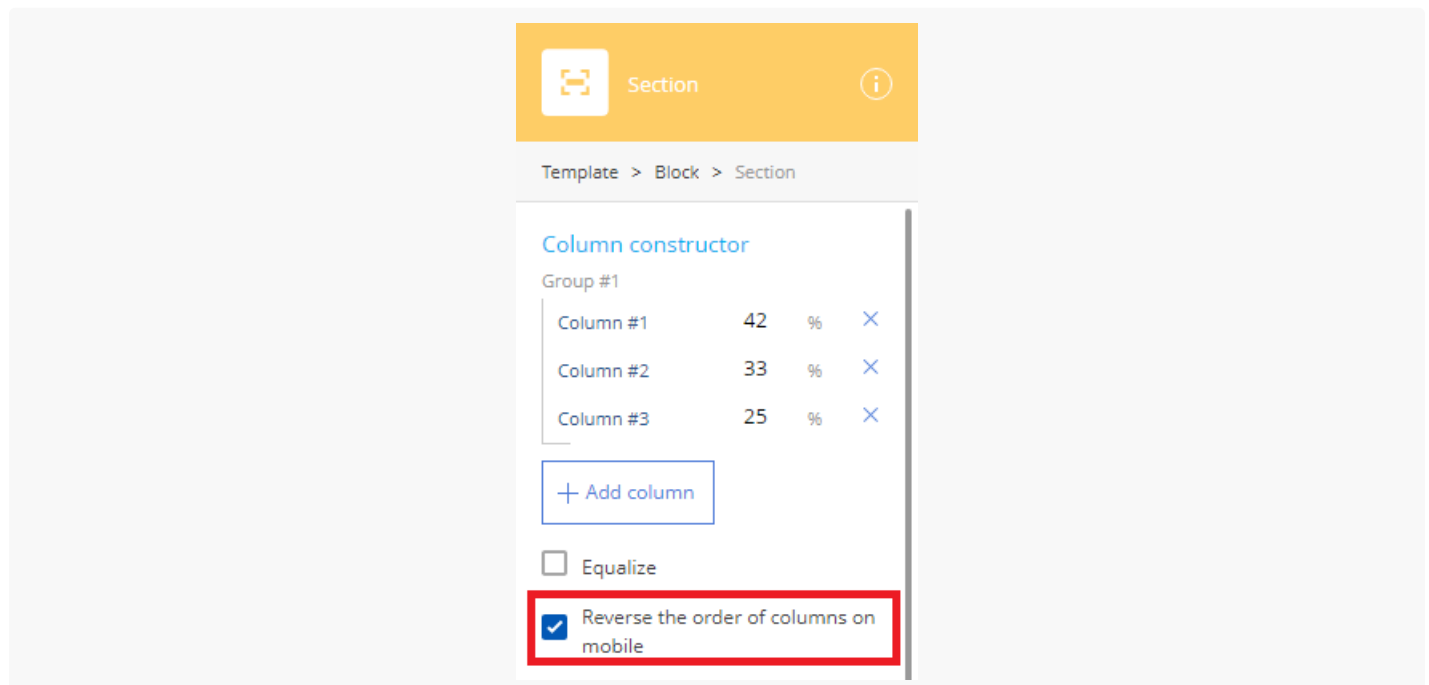 Section
Template > Block > Section
Column constructor
Group #1
Column #1 42 %
Column #2 33 %
Column #3 25 %
+ Add column
Equalize
Reverse the order of columns on
mobile